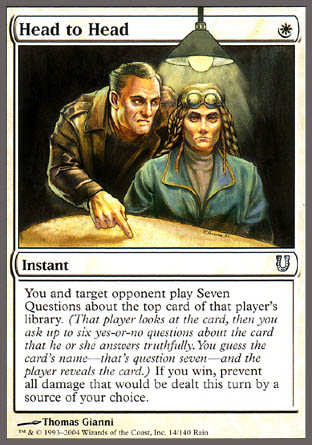 Head to Head
Instant
You and target opponent play Seven
Questions about the top card of that player's
library. (That player looks at the card, then you
ask up to six yes-or-no questions about the card
that he or she answers truthfully. You guess the
card's name—that's question seven—and the
player reveals the card.) If you win, prevent
all damage that would be dealt this turn by a
source of your choice.
Thomas Gianni
™ & © 1993–2004 Wizards of the Coast, Inc. 14/140 Rain